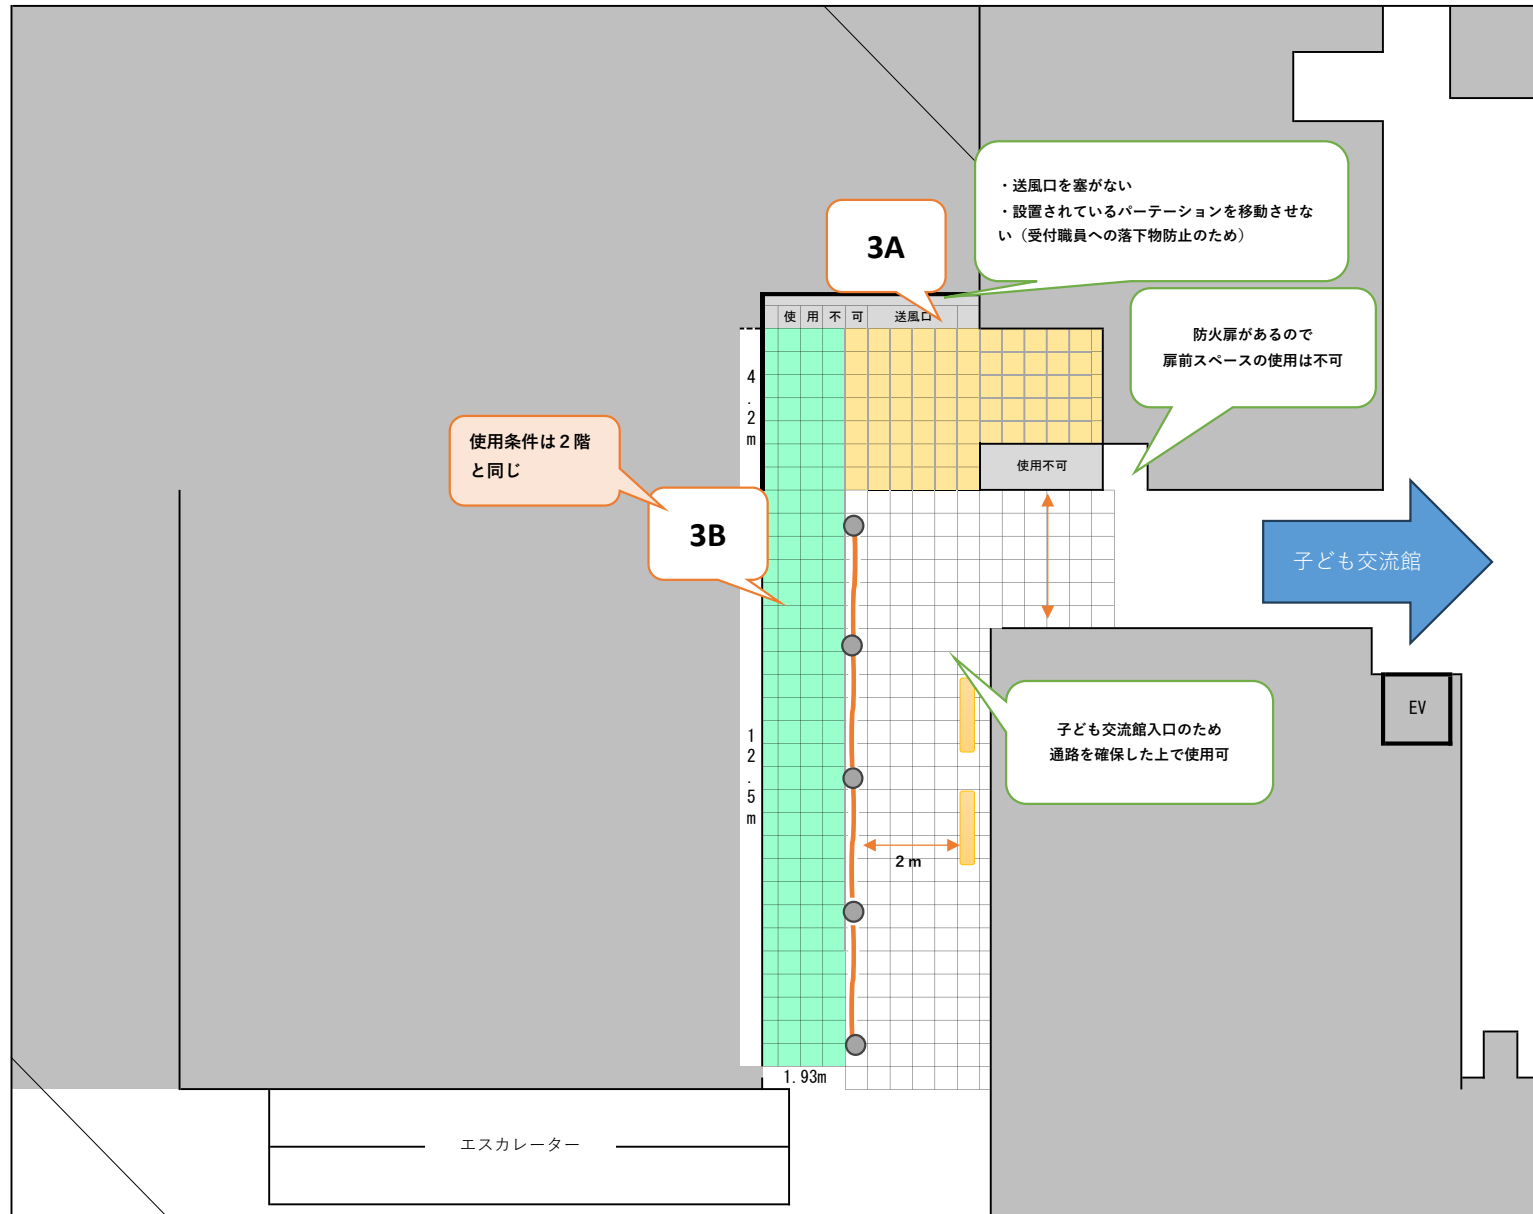 ・送風口を塞がない
・設置されているパーテーションを移動させな
い（受付職員への落下物防止のため）
3A
使用不可
送風口
防火扉があるので
扉前スペースの使用は不可
4.2m
使用条件は２階
と同じ
使用不可
3B
子ども交流館
EV
子ども交流館入口のため
通路を確保した上で使用可
12.5m
2 m
1.93m
エスカレーター